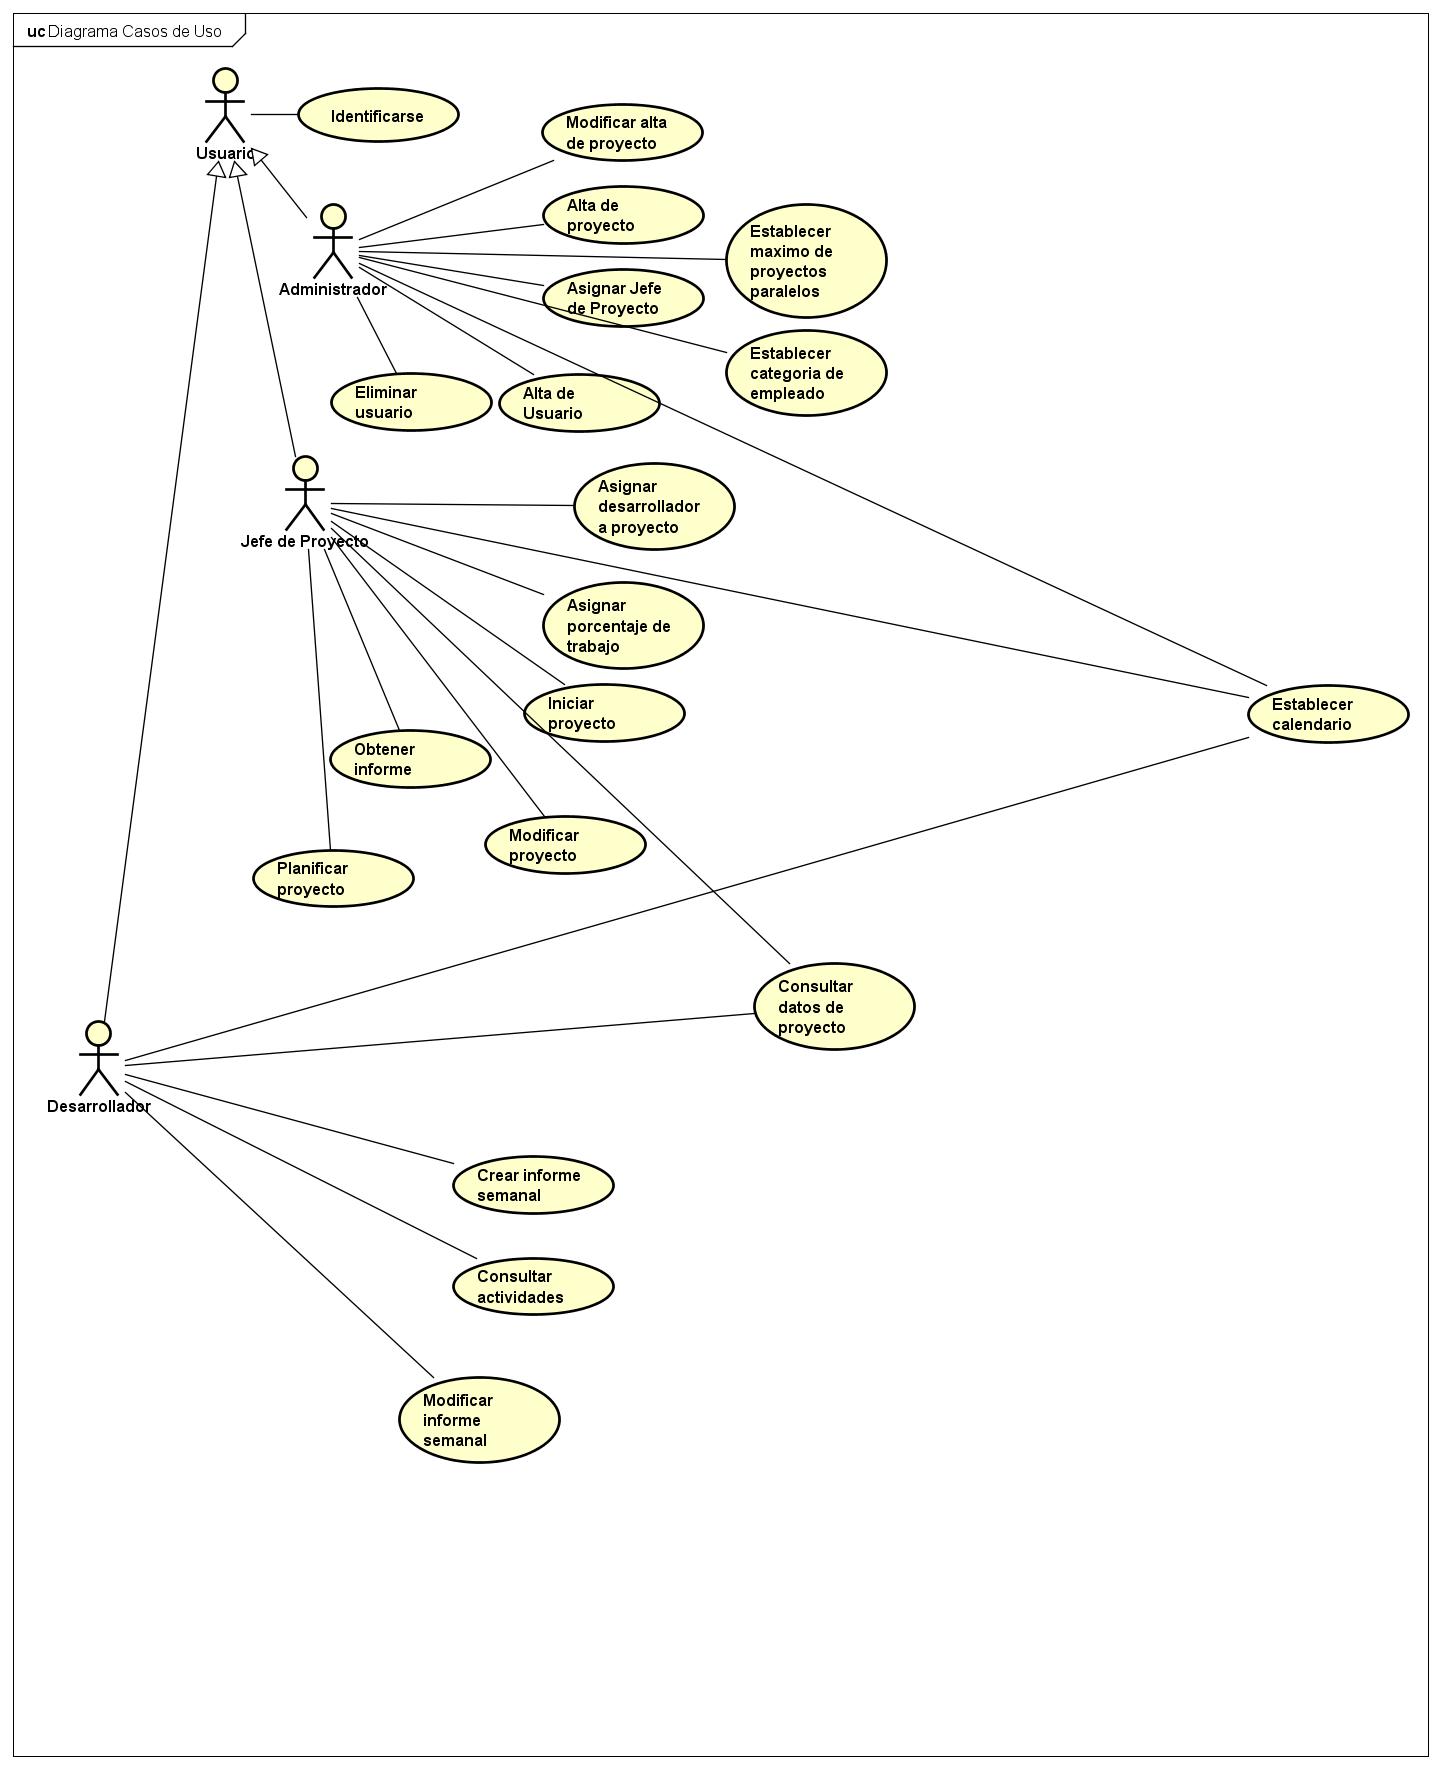 uc Diagrama Casos de Uso
Identificarse
Usuario
Modificar alta
de proyecto
Alta de
proyecto
Establecer
maximo de
proyectos
paralelos
Administrador
Asignar Jefe
de Proyecto
Establecer
categoria de
empleado
Eliminar
usuario
Alta de
Usuario
Jefe de Proyecto
Asignar
desarrollador
a proyecto
Asignar
porcentaje de
trabajo
Iniciar
proyecto
Establecer
calendario
Obtener
informe
Modificar
proyecto
Planificar
proyecto
Consultar
datos de
proyecto
Desarrollador
Crear informe
semanal
Consultar
actividades
Modificar
informe
semanal